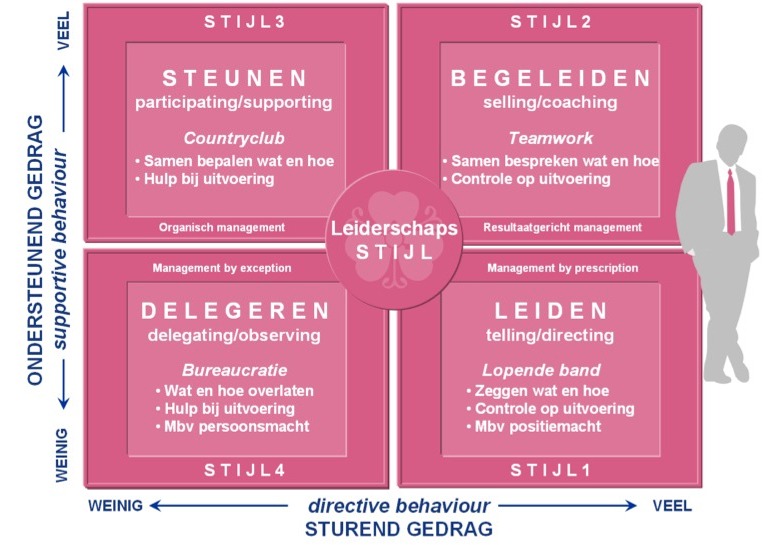 VEEL
ONDERSTEUNEND GEDRAG
supportive behaviour
WEINIG
STIJL3
STEUNEN
participating/supporting
Countryclub
• Samen bepalen wat en hoe
• Hulp bij uitvoering
Organisch management
STIJL2
BEGELEIDEN
selling/coaching
Teamwork
• Samen bespreken wat en hoe
• Controle op uitvoering
Resultaatgericht management
Leiderschaps
STIJL
Management by exception
DELEGEREN
delegating/observing
Bureaucratie
• Wat en hoe overlaten
• Hulp bij uitvoering
• Mbv persoonsmacht
STIJL4
Management by prescription
LEIDEN
telling/directing
Lopende band
• Zeggen wat en hoe
• Controle op uitvoering
• Mbv positiemacht
STIJL1
WEINIG
directive behaviour
VEEL
STUREND GEDRAG